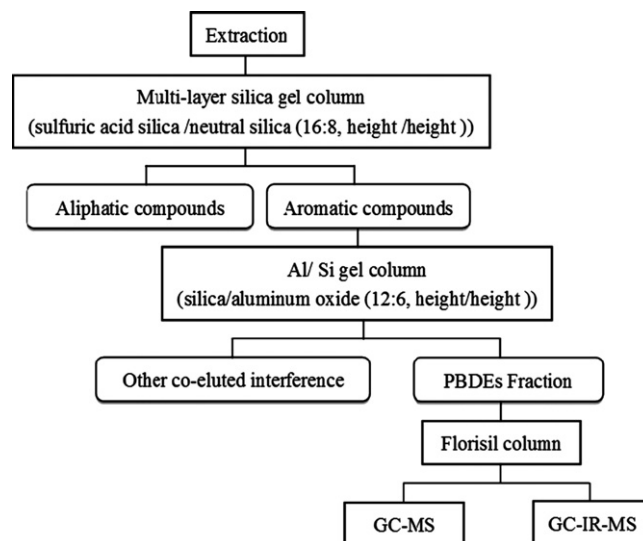 Extraction
Multi-layer silica gel column
(sulfuric acid silica /neutral silica (16:8, height /height ))
Aliphatic compounds
Aromatic compounds
Al/ Si gel column
(silica/aluminum oxide (12:6, height/height ))
Other co-eluted interference
PBDEs Fraction
Florisil column
GC-MS
GC-IR-MS